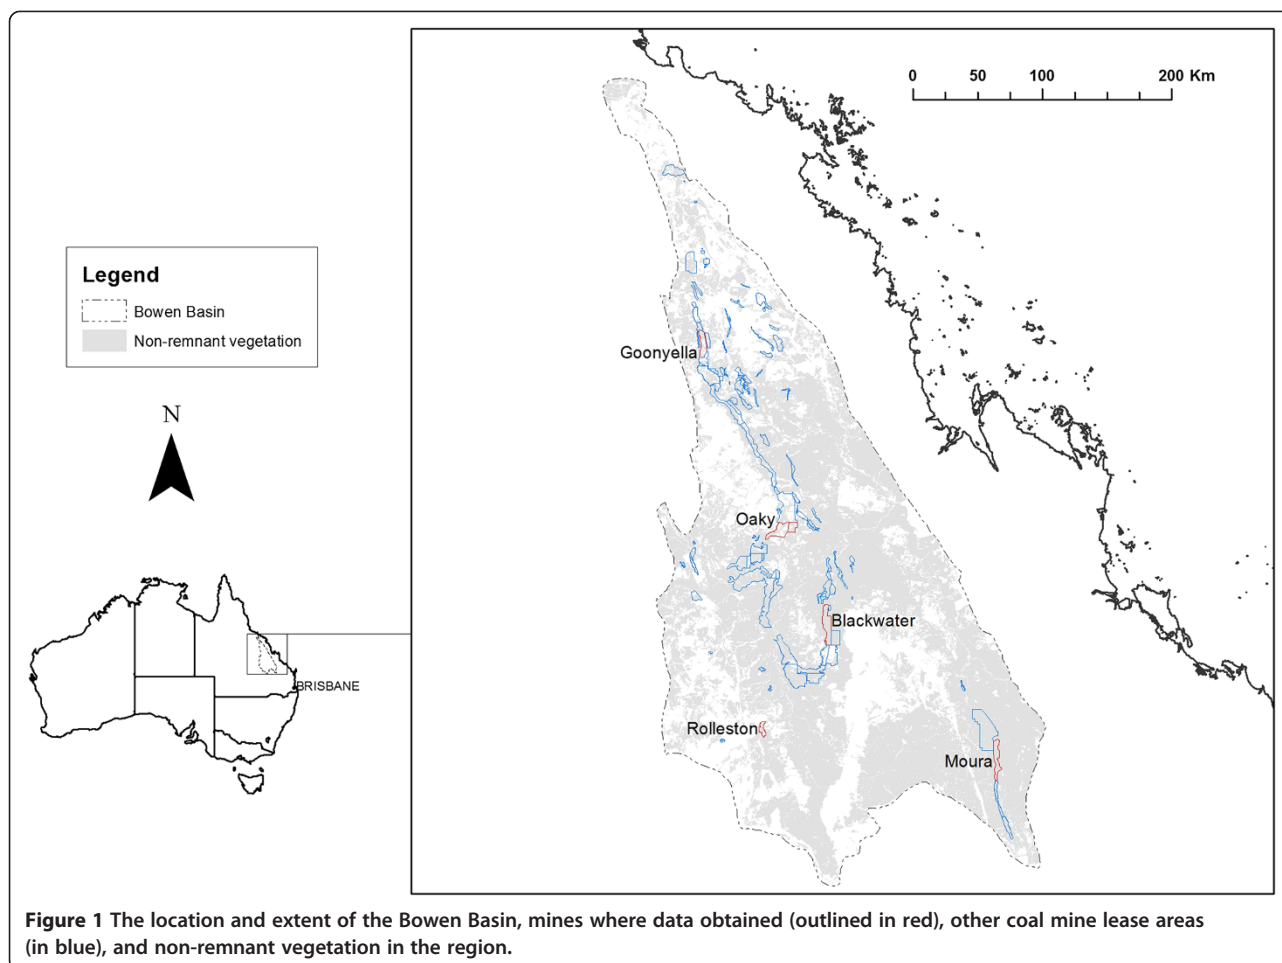 0 50 100 200 Km
Legend
Bowen Basin
Non-remnant vegetation
N
BRISBANE
Goonyella
Oaky
Blackwater
Rolleston
Moura
Figure 1 The location and extent of the Bowen Basin, mines where data obtained (outlined in red), other coal mine lease areas
(in blue), and non-remnant vegetation in the region.